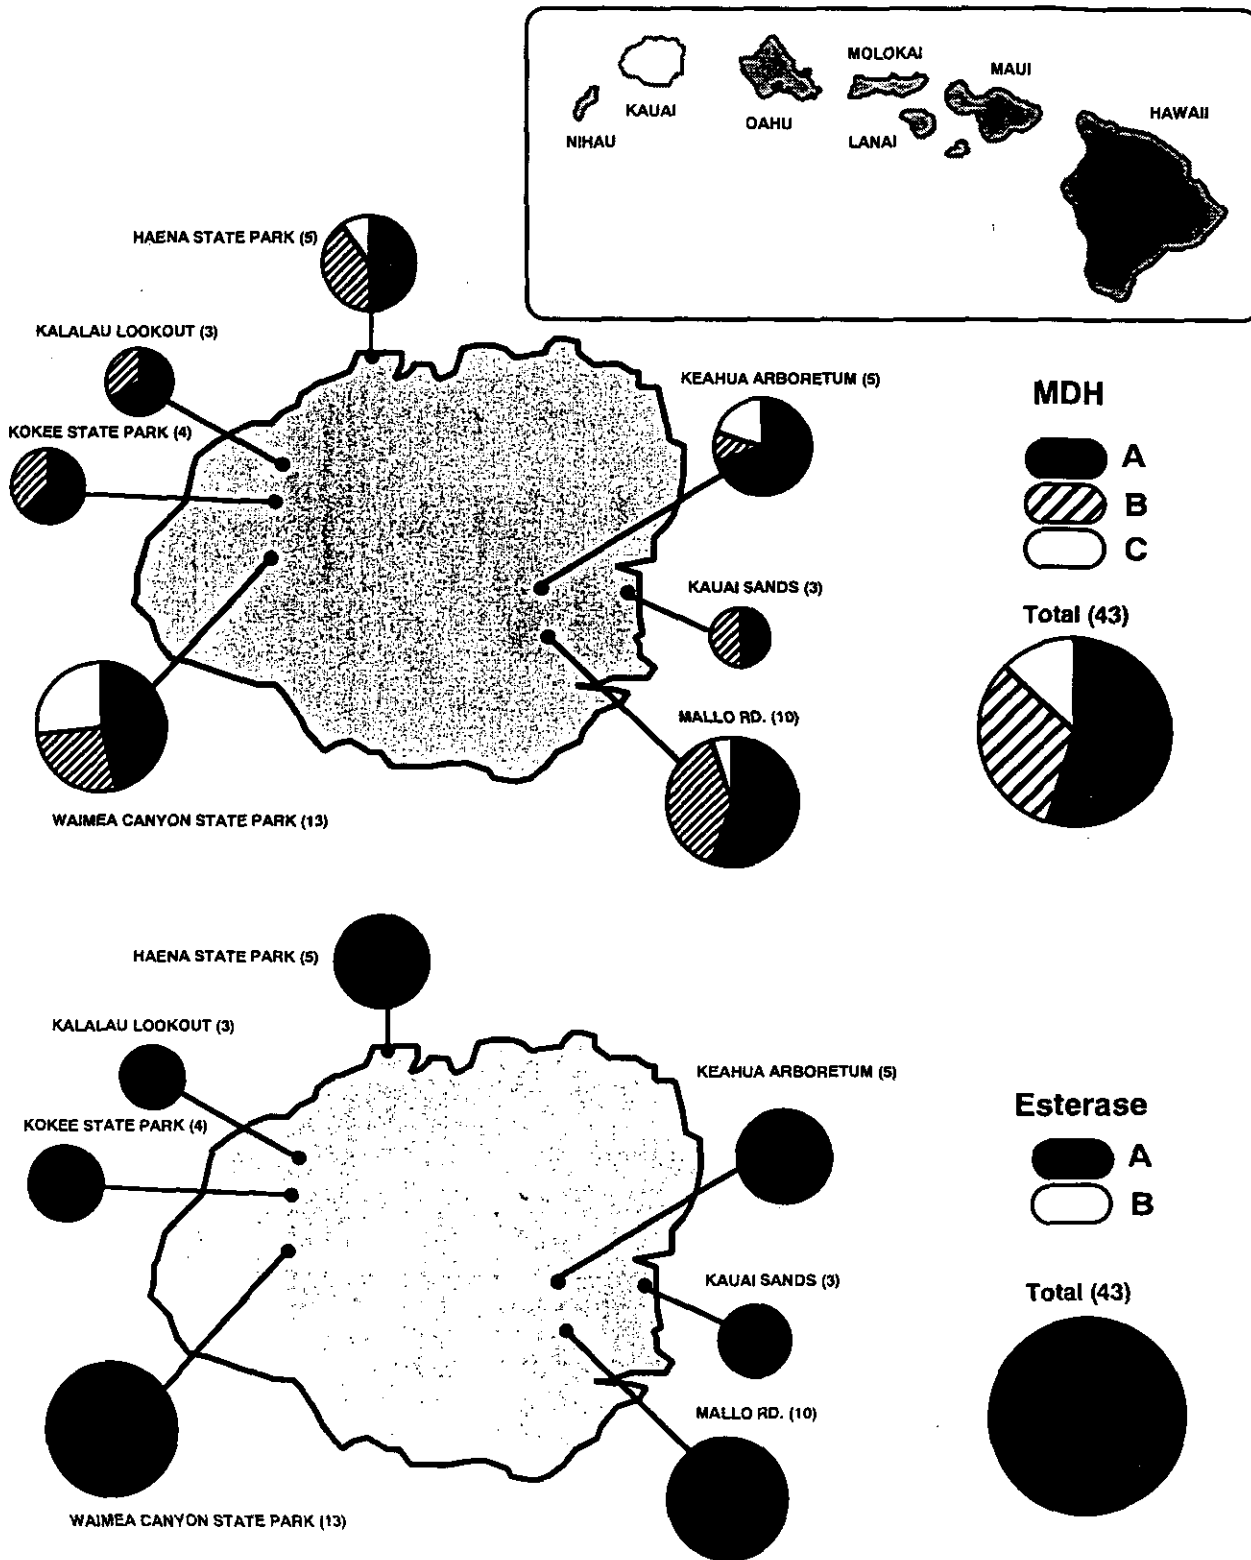 MOLOKAI
MAUI
KAUAI
OAHU
HAWAII
NIHAU
LANAI
HAENA STATE PARK (5)
KALALAU LOOKOUT (3)
KEAHUA ARBORETUM (5)
MDH
KOKEE STATE PARK (4)
A
B
C
KAUAI SANDS (3)
Total (43)
MALLO RD. (10)
WAIMEA CANYON STATE PARK (13)
HAENA STATE PARK (5)
KALALAU LOOKOUT (3)
KEAHUA ARBORETUM (5)
KOKEE STATE PARK (4)
Esterase
A
B
KAUAI SANDS (3)
Total (43)
MALLO RD. (10)
WAIMEA CANYON STATE PARK (13)